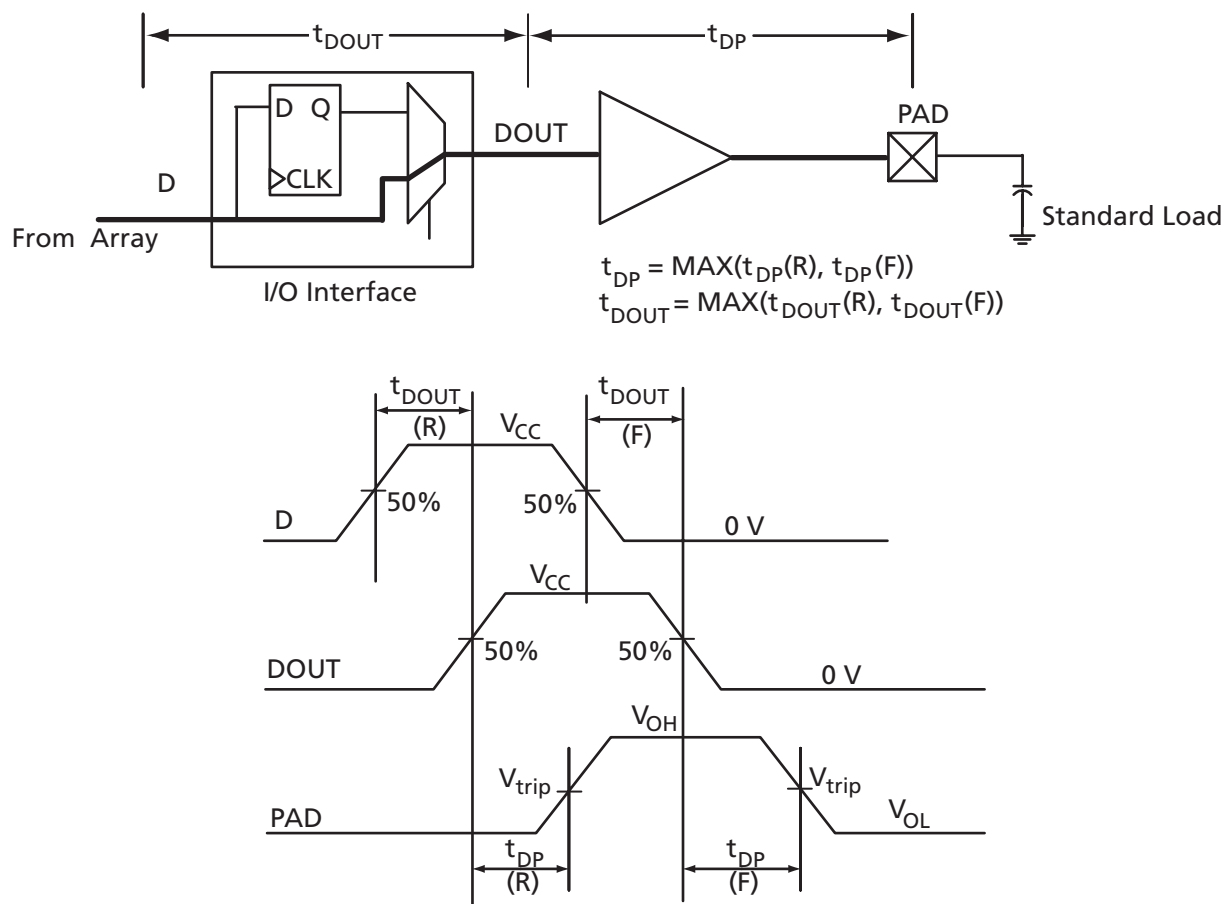 tDOUT tDP
PAD
D Q
DOUT
CLK
D
From Array
Standard Load
I/O Interface
tDP = MAX(tDP(R), tDP(F))
tDOUT = MAX(tDOUT(R), tDOUT(F))
tDOUT tDOUT
(R) VCC (F)
50% 50%
D 0 V
VCC
50% 50%
DOUT 0 V
VOH
Vtrip Vtrip
PAD VOL
tDP tDP
(R) (F)